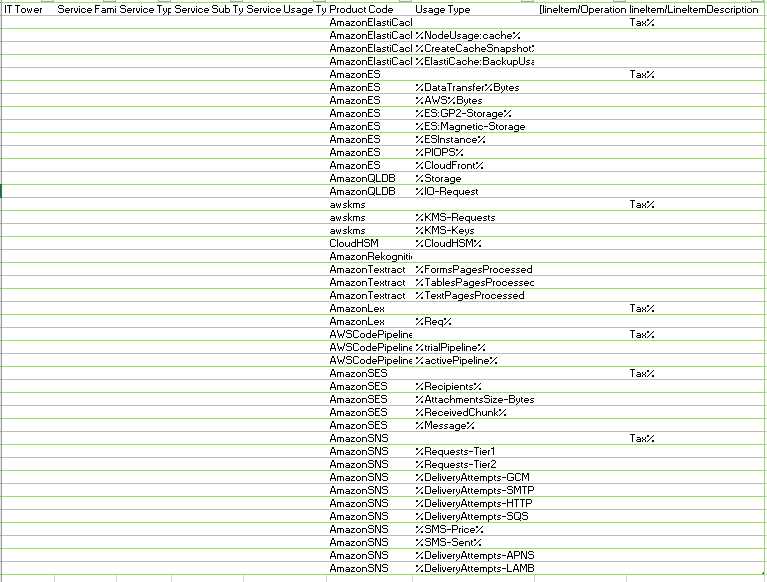 IT Tower Service Fami Service Typ Service Sub Ty Service Usage Ty Product Code Usage Type [lineItem/Operation lineItem/LineItemDescription
AmazonElastiCacl Tax%
AmazonElastiCacl %NodeUsage:cache%
AmazonElastiCacl %CreateCacheSnapshot%
AmazonElastiCacl %ElastiCache:BackupUsa
AmazonES Tax%
AmazonES %DataTransfer%Bytes
AmazonES %AWS%Bytes
AmazonES %ES:GP2-Storage%
AmazonES %ES:Magnetic-Storage
AmazonES %ESInstance%
AmazonES %PIOPS%
AmazonES %CloudFront%
AmazonQLDB %Storage
AmazonQLDB %IO-Request
awskms Tax%
awskms %KMS-Requests
awskms %KMS-Keys
CloudHSM %CloudHSM%
AmazonRekogniti
AmazonTextract %FormsPagesProcessed
AmazonTextract %TablesPagesProcessec
AmazonTextract %TextPagesProcessed
AmazonLex Tax%
AmazonLex %Req%
AWSCodePipeline Tax%
AWSCodePipeline %trialPipeline%
AWSCodePipeline %activePipeline%
AmazonSES Tax%
AmazonSES %Recipients%
AmazonSES %AttachmentsSize-Bytes
AmazonSES %ReceivedChunk%
AmazonSES %Message%
AmazonSNS Tax%
AmazonSNS %Requests-Tier1
AmazonSNS %Requests-Tier2
AmazonSNS %DeliveryAttempts-GCM
AmazonSNS %DeliveryAttempts-SMTP
AmazonSNS %DeliveryAttempts-HTTP
AmazonSNS %DeliveryAttempts-SQS
AmazonSNS %SMS-Price%
AmazonSNS %SMS-Sent%
AmazonSNS %DeliveryAttempts-APNS
AmazonSNS %DeliveryAttempts-LAMB